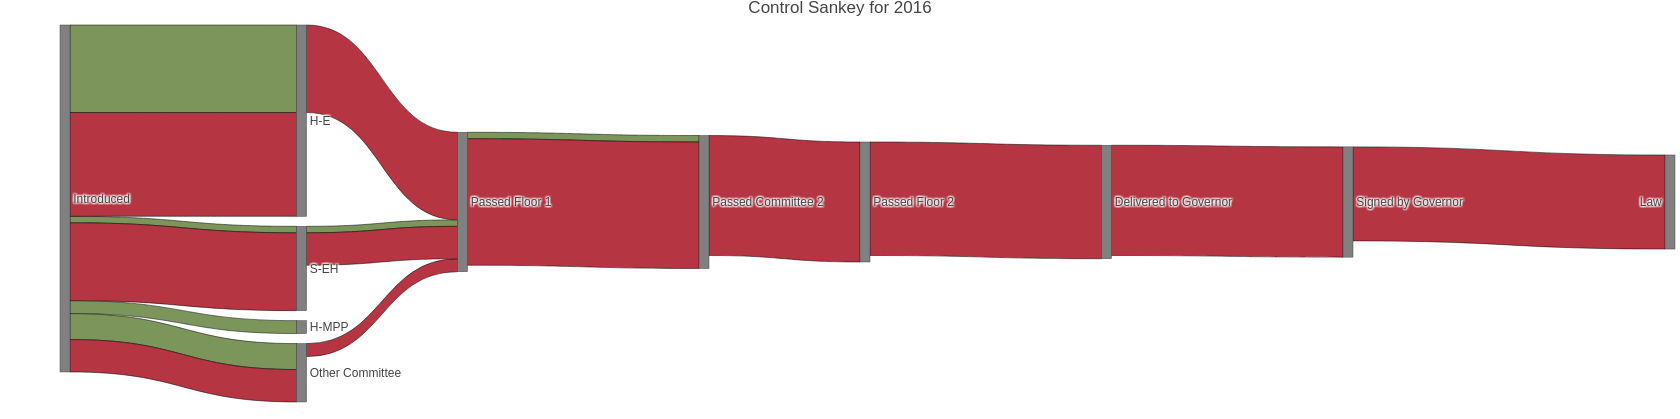 Control Sankey for 2016
H-E
Introduced
Passed Floor 1
Passed Committee 2
Passed Floor 2
Delivered to Governor
Signed by Governor
Law
S-EH
H-MPP
Other Committee